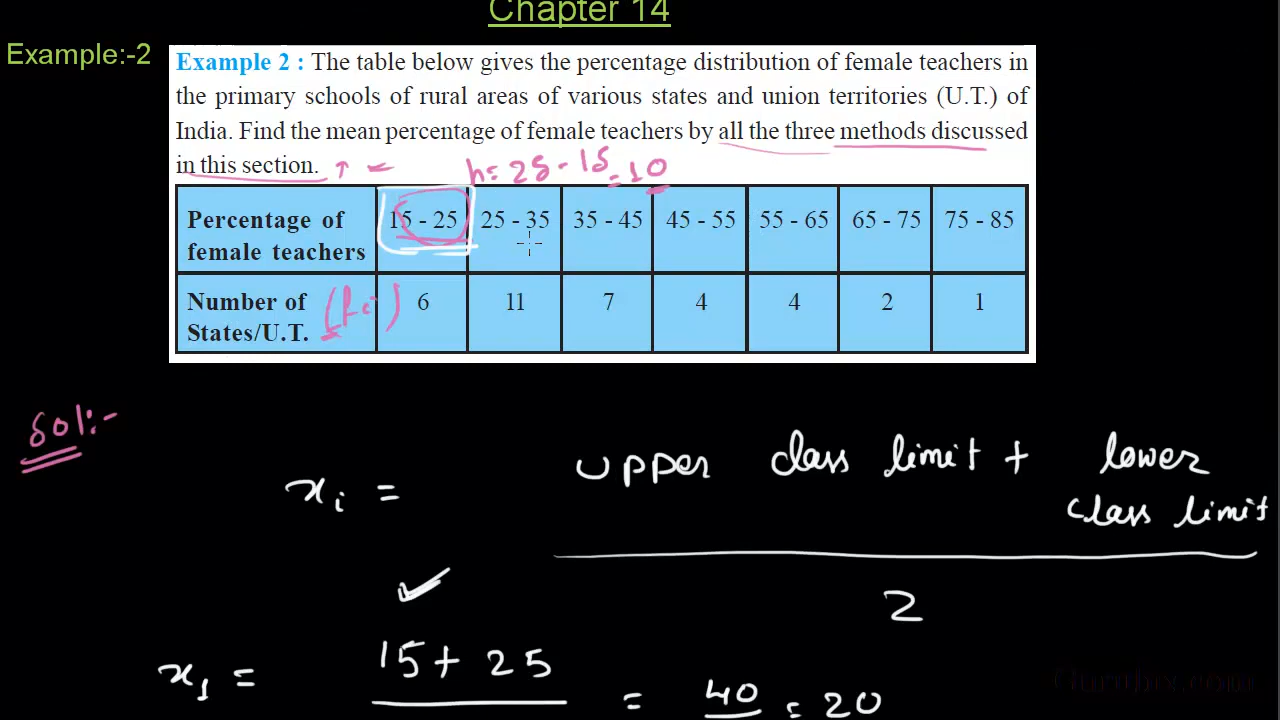 Chapter 14
Example:-2
Example 2 : The table below gives the percentage distribution of female teachers in
the primary schools of rural areas of various states and union territories (U.T.) of
India. Find the mean percentage of female teachers by all the three methods discussed
in this section.
h = 25 - 15
= 10
Percentage of 15 - 25 25 - 35 35 - 45 45 - 55 55 - 65 65 - 75 75 - 85
female teachers
Number of (fi) 6 11 7 4 4 2 1
States/U.T.
Sol:-
xi = upper class limit + lower
class limit
2
x1 = 15 + 25 = 40 = 20